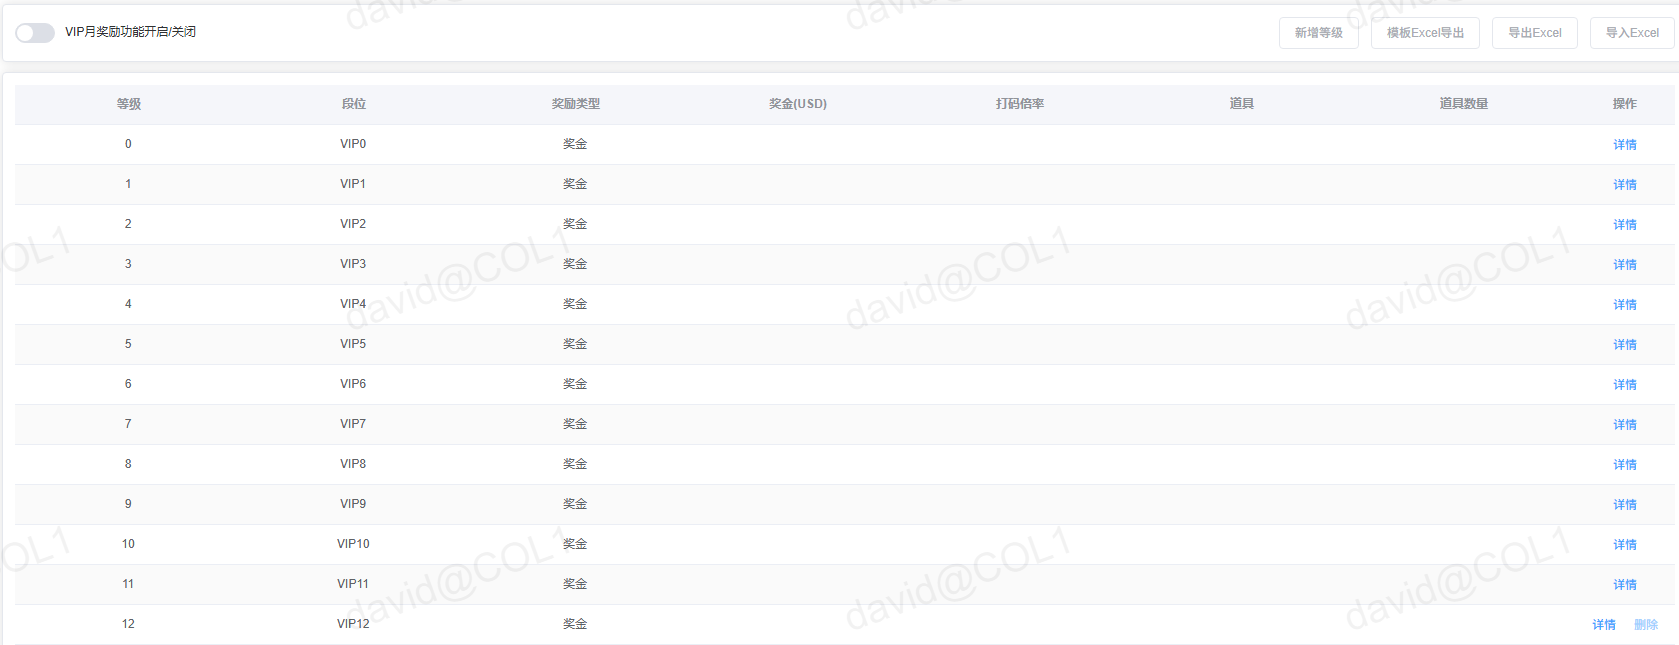 VIP月奖励功能开启/关闭 新增等级 模板Excel导出 导出Excel 导入Excel
等级 段位 奖励类型 奖金(USD) 打码倍率 道具 道具数量 操作
0 VIP0 奖金 详情
1 VIP1 奖金 详情
2 VIP2 奖金 详情
3 VIP3 奖金 详情
4 VIP4 奖金 详情
5 VIP5 奖金 详情
6 VIP6 奖金 详情
7 VIP7 奖金 详情
8 VIP8 奖金 详情
9 VIP9 奖金 详情
10 VIP10 奖金 详情
11 VIP11 奖金 详情
12 VIP12 奖金 详情 删除
david@COL1
david@COL1
david@COL1
david@COL1
david@COL1
david@COL1